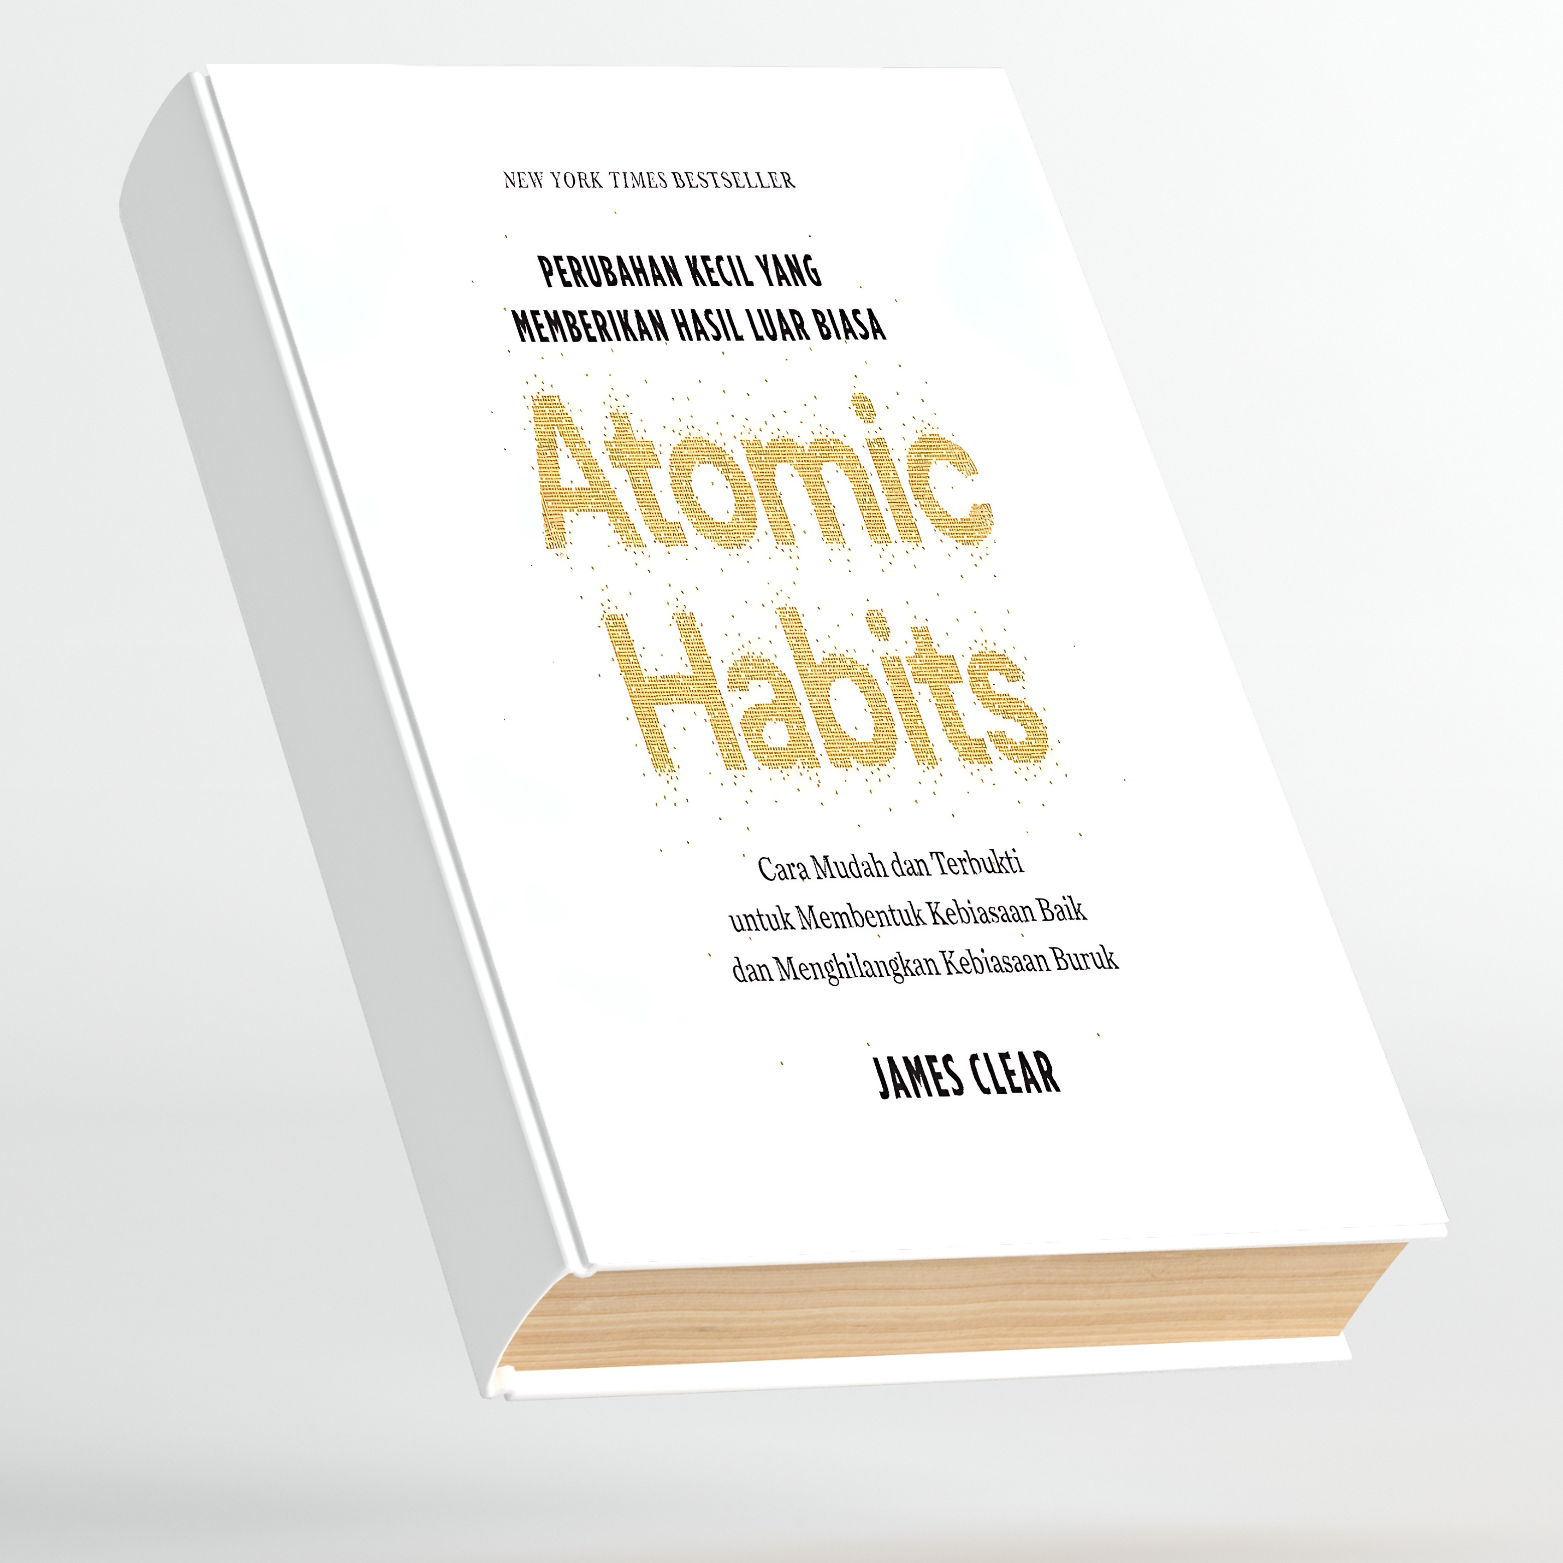 NEW YORK TIMES BESTSELLER
PERUBAHAN KECIL YANG
MEMBERIKAN HASIL LUAR BIASA
Atomic
Habits
Cara Mudah dan Terbukti
untuk Membentuk Kebiasaan Baik
dan Menghilangkan Kebiasaan Buruk
JAMES CLEAR